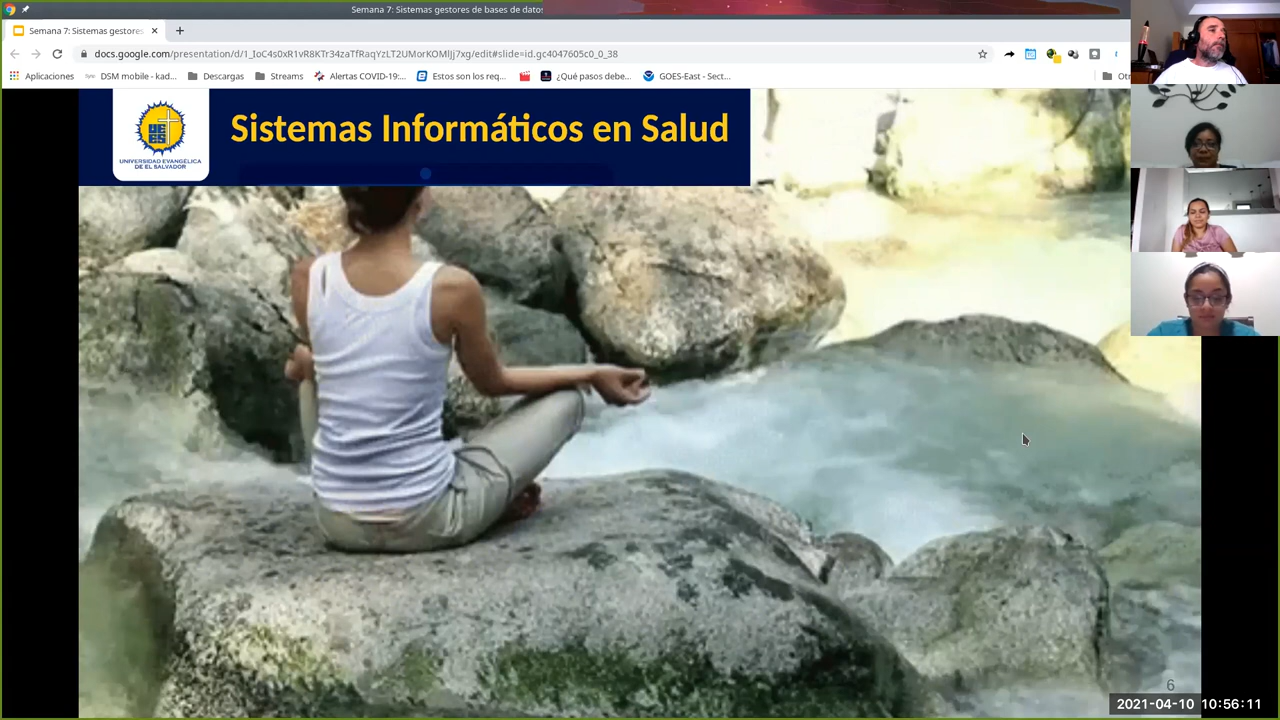 Semana 7: Sistemas gestores de bases de datos
Semana 7: Sistemas gestores
docs.google.com/presentation/d/1_IoC4s0xR1vR8KTr34zaTfRaqYzLT2UMorKOMljj7xg/edit#slide=id.gc4047605c0_0_38
Aplicaciones
DSM mobile - kad...
Descargas
Streams
Alertas COVID-19:...
Estos son los req...
¿Qué pasos debe...
GOES-East - Sect...
Otr
UNIVERSIDAD EVANGÉLICA
DE EL SALVADOR
Sistemas Informáticos en Salud
6
2021-04-10 10:56:11